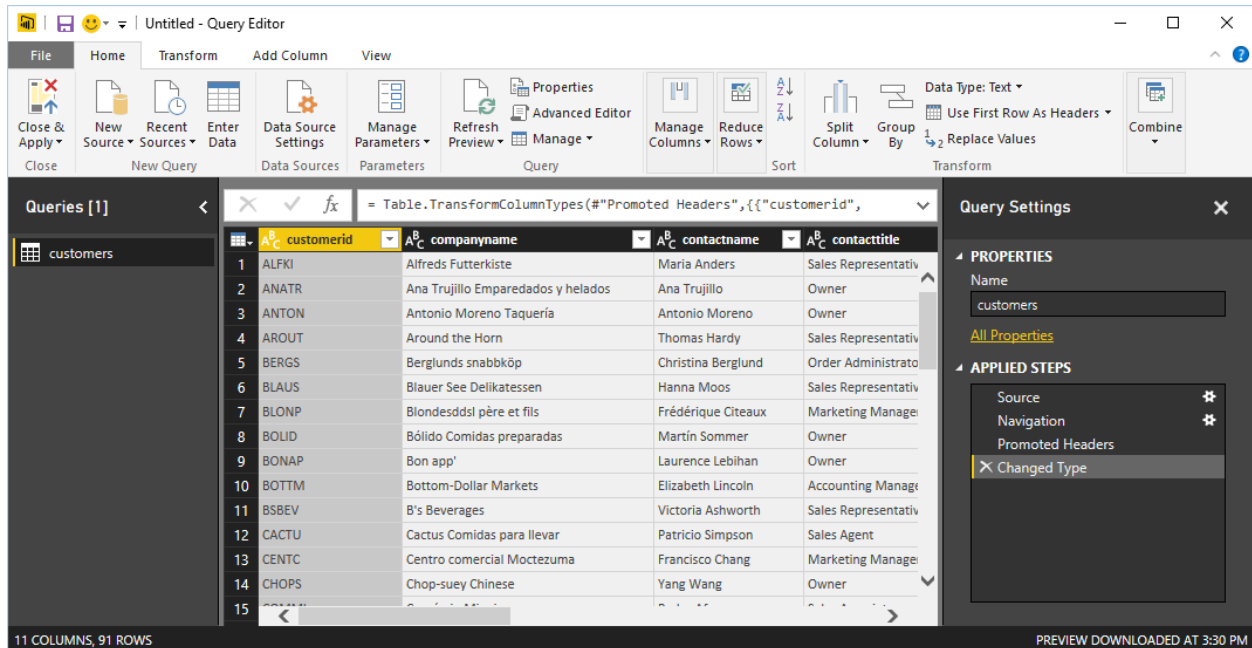 Untitled - Query Editor
File Home Transform Add Column View
Close & Apply
New Source
Recent Sources
Enter Data
Data Source Settings
Manage Parameters
Refresh Preview
Properties
Advanced Editor
Manage
Manage Columns
Reduce Rows
Split Column
Group By
Data Type: Text
Use First Row As Headers
Replace Values
Combine
Close New Query Data Sources Parameters Query Sort Transform
Queries [1]
customers
fx = Table.TransformColumnTypes(#"Promoted Headers",{{"customerid",
customerid companyname contactname contacttitle
1 ALFKI Alfreds Futterkiste Maria Anders Sales Representativ
2 ANATR Ana Trujillo Emparedados y helados Ana Trujillo Owner
3 ANTON Antonio Moreno Taquería Antonio Moreno Owner
4 AROUT Around the Horn Thomas Hardy Sales Representativ
5 BERGS Berglunds snabbköp Christina Berglund Order Administrato
6 BLAUS Blauer See Delikatessen Hanna Moos Sales Representativ
7 BLONP Blondesddsl père et fils Frédérique Citeaux Marketing Manage
8 BOLID Bólido Comidas preparadas Martín Sommer Owner
9 BONAP Bon app' Laurence Lebihan Owner
10 BOTTM Bottom-Dollar Markets Elizabeth Lincoln Accounting Manage
11 BSBEV B's Beverages Victoria Ashworth Sales Representativ
12 CACTU Cactus Comidas para llevar Patricio Simpson Sales Agent
13 CENTC Centro comercial Moctezuma Francisco Chang Marketing Manage
14 CHOPS Chop-suey Chinese Yang Wang Owner
15
Query Settings
PROPERTIES
Name
customers
All Properties
APPLIED STEPS
Source
Navigation
Promoted Headers
Changed Type
11 COLUMNS, 91 ROWS
PREVIEW DOWNLOADED AT 3:30 PM